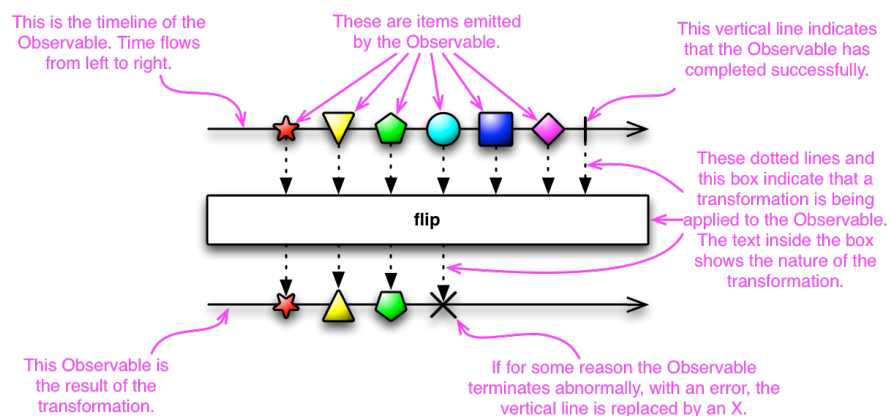 This is the timeline of the
Observable. Time flows
from left to right.
These are items emitted
by the Observable.
This vertical line indicates
that the Observable has
completed successfully.
These dotted lines and
this box indicate that a
transformation is being
applied to the Observable.
The text inside the box
shows the nature of the
transformation.
flip
This Observable is
the result of the
transformation.
If for some reason the Observable
terminates abnormally, with an error, the
vertical line is replaced by an X.